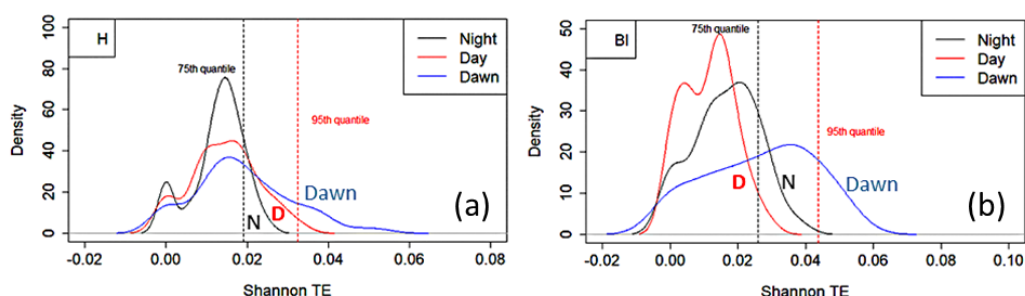 H
75th quantile
95th quantile
Night
Day
Dawn
N
D
Dawn
(a)
Density
0 20 40 60 80 100
-0.02 0.00 0.02 0.04 0.06 0.08
Shannon TE
BI
75th quantile
95th quantile
Night
Day
Dawn
D
N
Dawn
(b)
Density
0 10 20 30 40 50
-0.02 0.00 0.02 0.04 0.06 0.08 0.10
Shannon TE